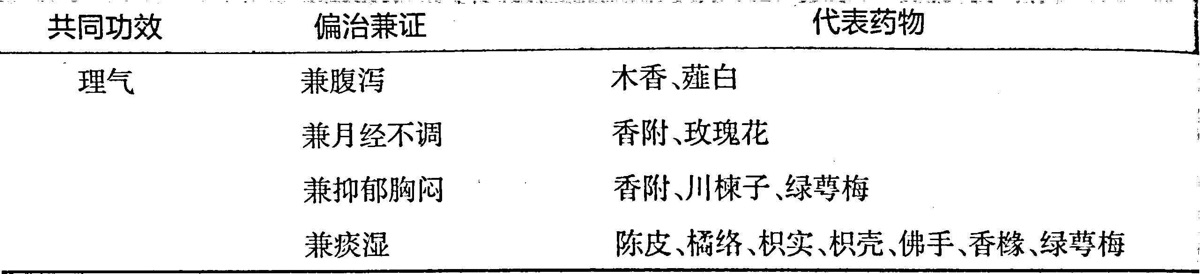 共同功效 偏治兼证 代表药物
理气 兼腹泻 木香、薤白
兼月经不调 香附、玫瑰花
兼抑郁胸闷 香附、川楝子、绿萼梅
兼痰湿 陈皮、橘络、枳实、枳壳、佛手、香橼、绿萼梅